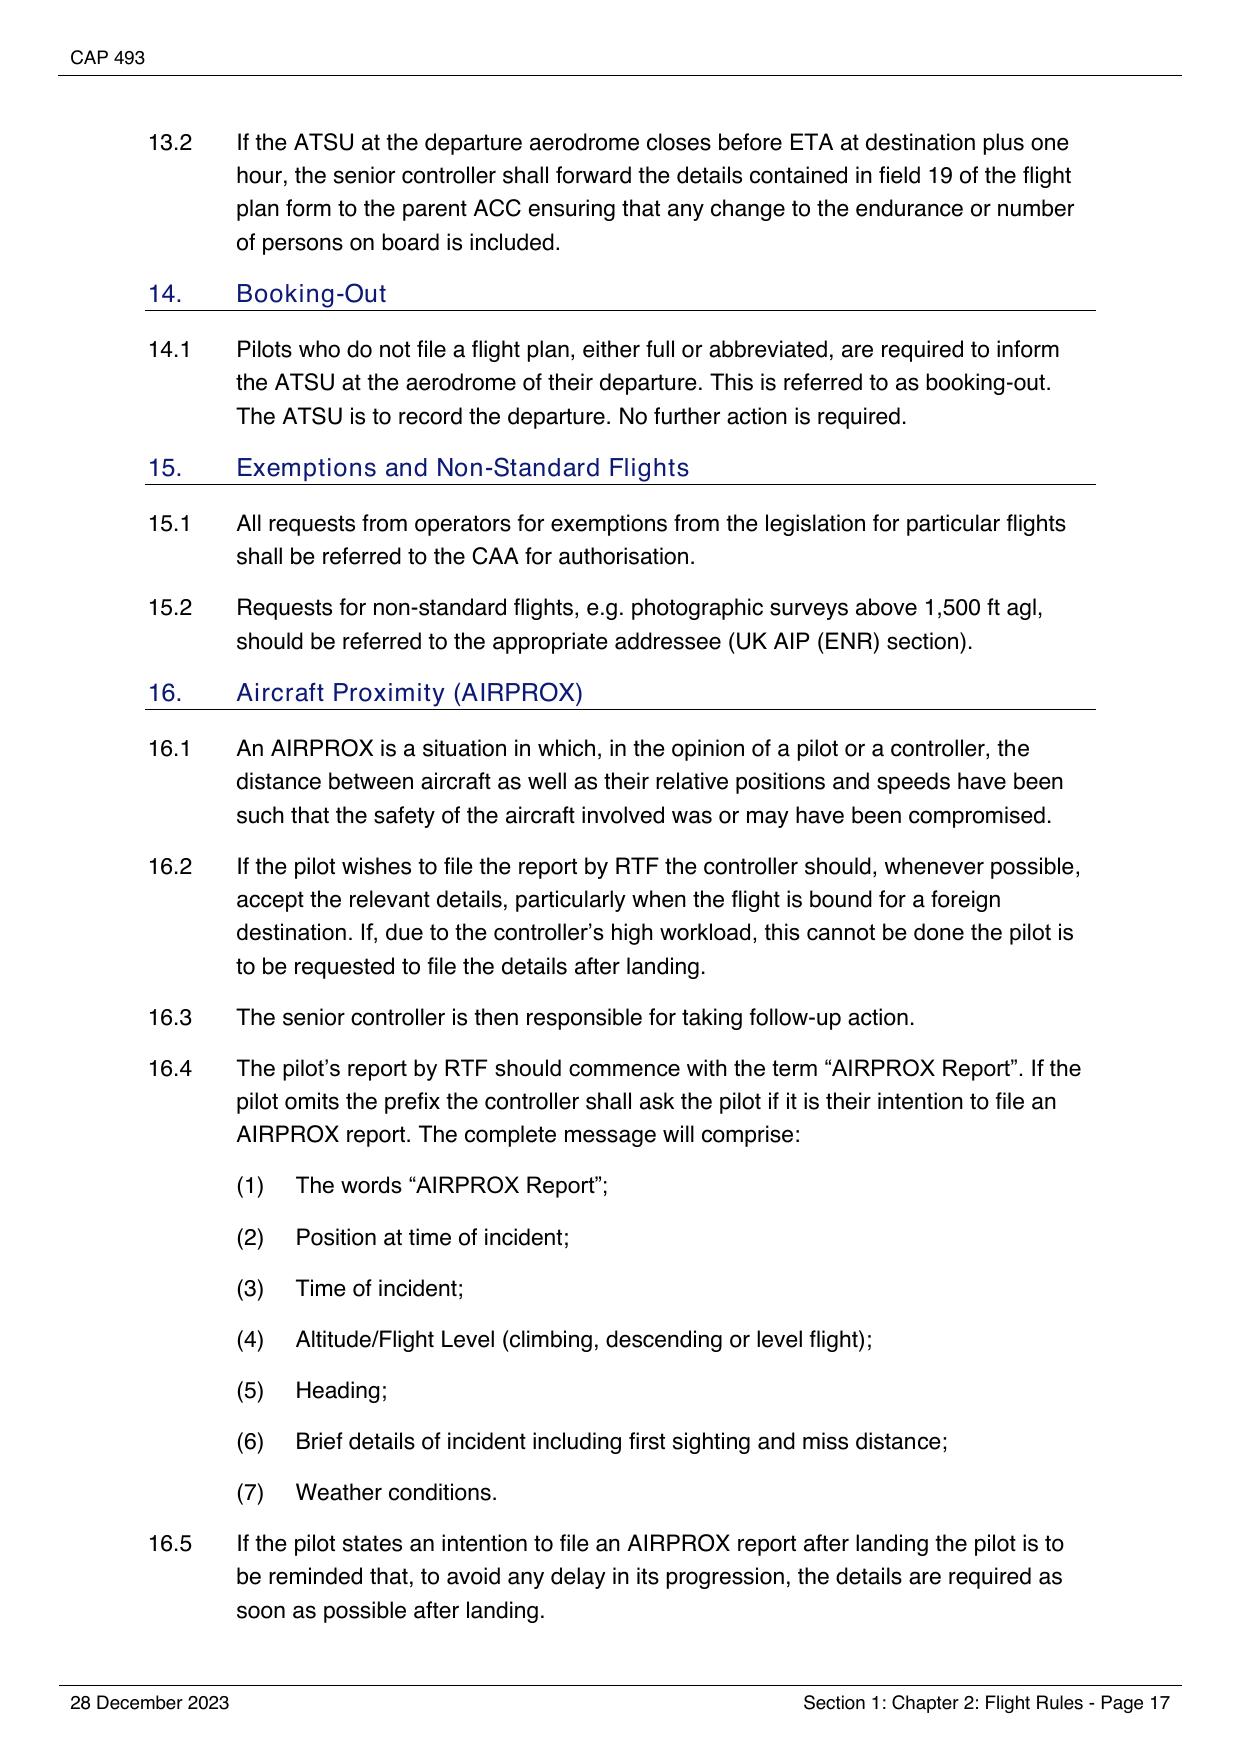 CAP 493
13.2 If the ATSU at the departure aerodrome closes before ETA at destination plus one
hour, the senior controller shall forward the details contained in field 19 of the flight
plan form to the parent ACC ensuring that any change to the endurance or number
of persons on board is included.
14. Booking-Out
14.1 Pilots who do not file a flight plan, either full or abbreviated, are required to inform
the ATSU at the aerodrome of their departure. This is referred to as booking-out.
The ATSU is to record the departure. No further action is required.
15. Exemptions and Non-Standard Flights
15.1 All requests from operators for exemptions from the legislation for particular flights
shall be referred to the CAA for authorisation.
15.2 Requests for non-standard flights, e.g. photographic surveys above 1,500 ft agl,
should be referred to the appropriate addressee (UK AIP (ENR) section).
16. Aircraft Proximity (AIRPROX)
16.1 An AIRPROX is a situation in which, in the opinion of a pilot or a controller, the
distance between aircraft as well as their relative positions and speeds have been
such that the safety of the aircraft involved was or may have been compromised.
16.2 If the pilot wishes to file the report by RTF the controller should, whenever possible,
accept the relevant details, particularly when the flight is bound for a foreign
destination. If, due to the controller’s high workload, this cannot be done the pilot is
to be requested to file the details after landing.
16.3 The senior controller is then responsible for taking follow-up action.
16.4 The pilot’s report by RTF should commence with the term “AIRPROX Report”. If the
pilot omits the prefix the controller shall ask the pilot if it is their intention to file an
AIRPROX report. The complete message will comprise:
(1) The words “AIRPROX Report”;
(2) Position at time of incident;
(3) Time of incident;
(4) Altitude/Flight Level (climbing, descending or level flight);
(5) Heading;
(6) Brief details of incident including first sighting and miss distance;
(7) Weather conditions.
16.5 If the pilot states an intention to file an AIRPROX report after landing the pilot is to
be reminded that, to avoid any delay in its progression, the details are required as
soon as possible after landing.
28 December 2023 Section 1: Chapter 2: Flight Rules - Page 17